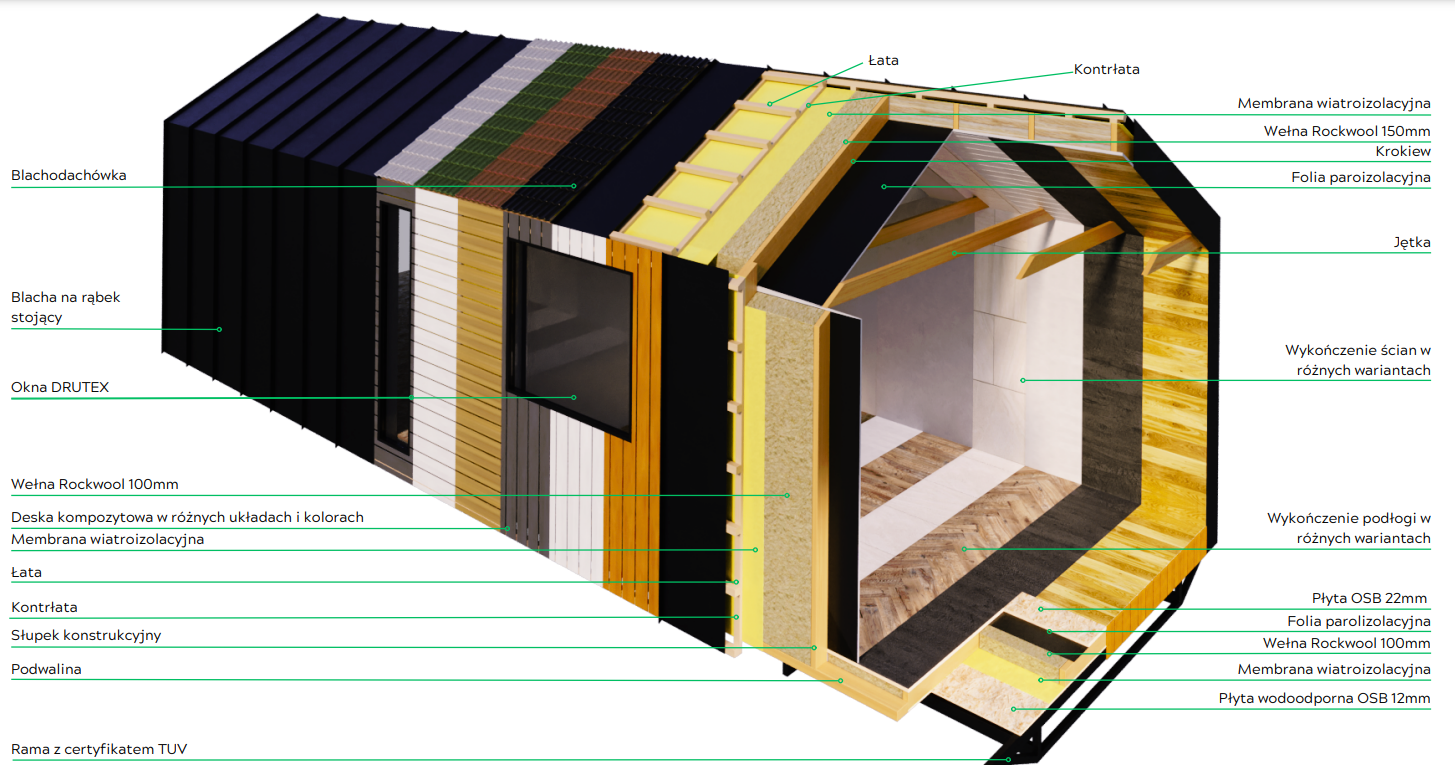 Łata
Kontrłata
Membrana wiatroizolacyjna
Wełna Rockwool 150mm
Krokiew
Folia paroizolacyjna
Jętka
Wykończenie ścian w
różnych wariantach
Wykończenie podłogi w
różnych wariantach
Płyta OSB 22mm
Folia parolizolacyjna
Wełna Rockwool 100mm
Membrana wiatroizolacyjna
Płyta wodoodporna OSB 12mm
Blachodachówka
Blacha na rąbek
stojący
Okna DRUTEX
Wełna Rockwool 100mm
Deska kompozytowa w różnych układach i kolorach
Membrana wiatroizolacyjna
Łata
Kontrłata
Słupek konstrukcyjny
Podwalina
Rama z certyfikatem TUV